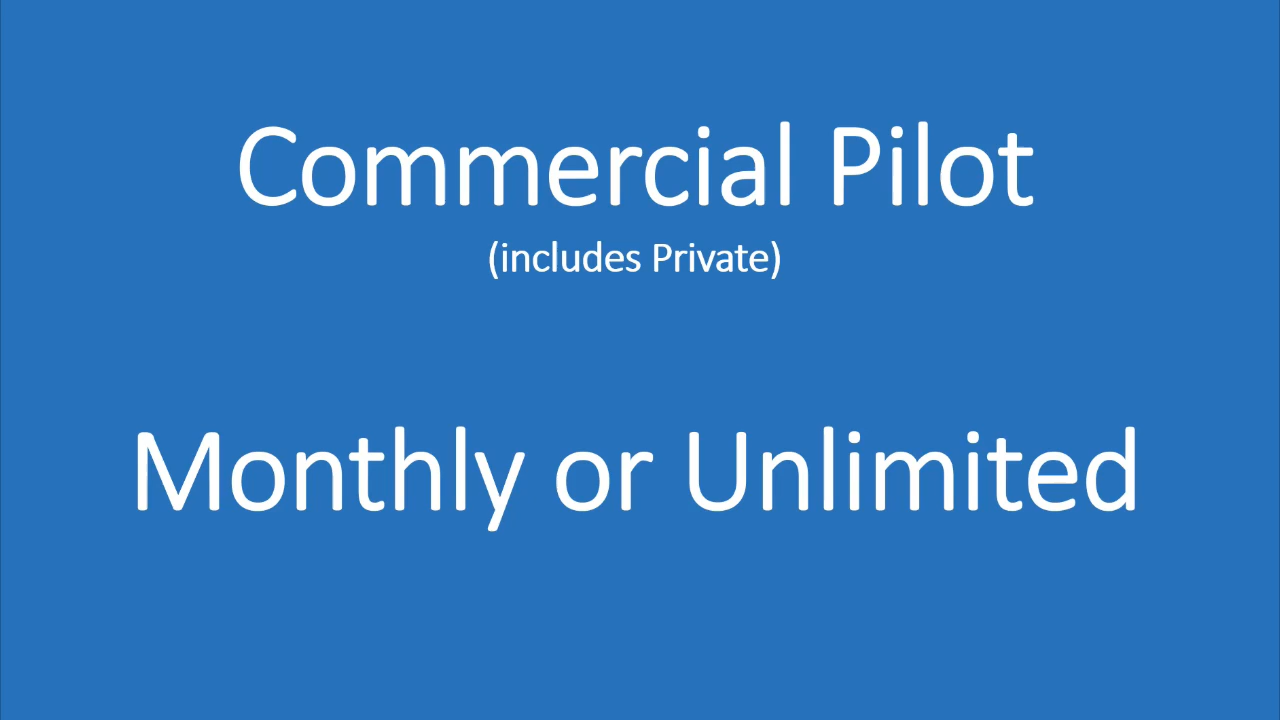 Commercial Pilot
(includes Private)
Monthly or Unlimited